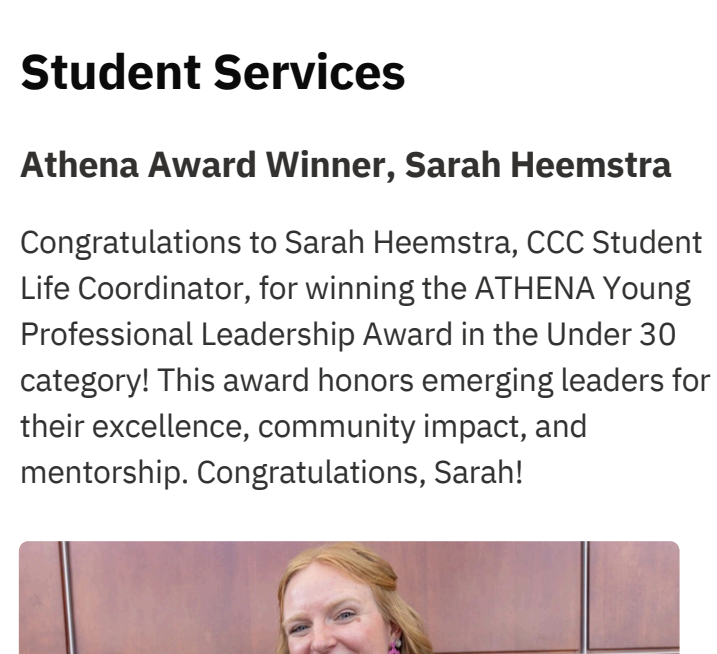 Student Services
Athena Award Winner, Sarah Heemstra
Congratulations to Sarah Heemstra, CCC Student
Life Coordinator, for winning the ATHENA Young
Professional Leadership Award in the Under 30
category! This award honors emerging leaders for
their excellence, community impact, and
mentorship. Congratulations, Sarah!